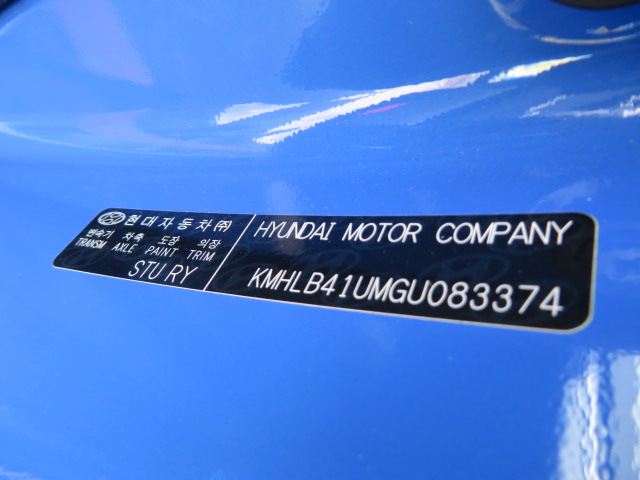 현대자동차㈜
변속기 차축 도장 의장
TRANSM AXLE PAINT TRIM
STU RY
HYUNDAI MOTOR COMPANY
KMHLB41UMGU083374